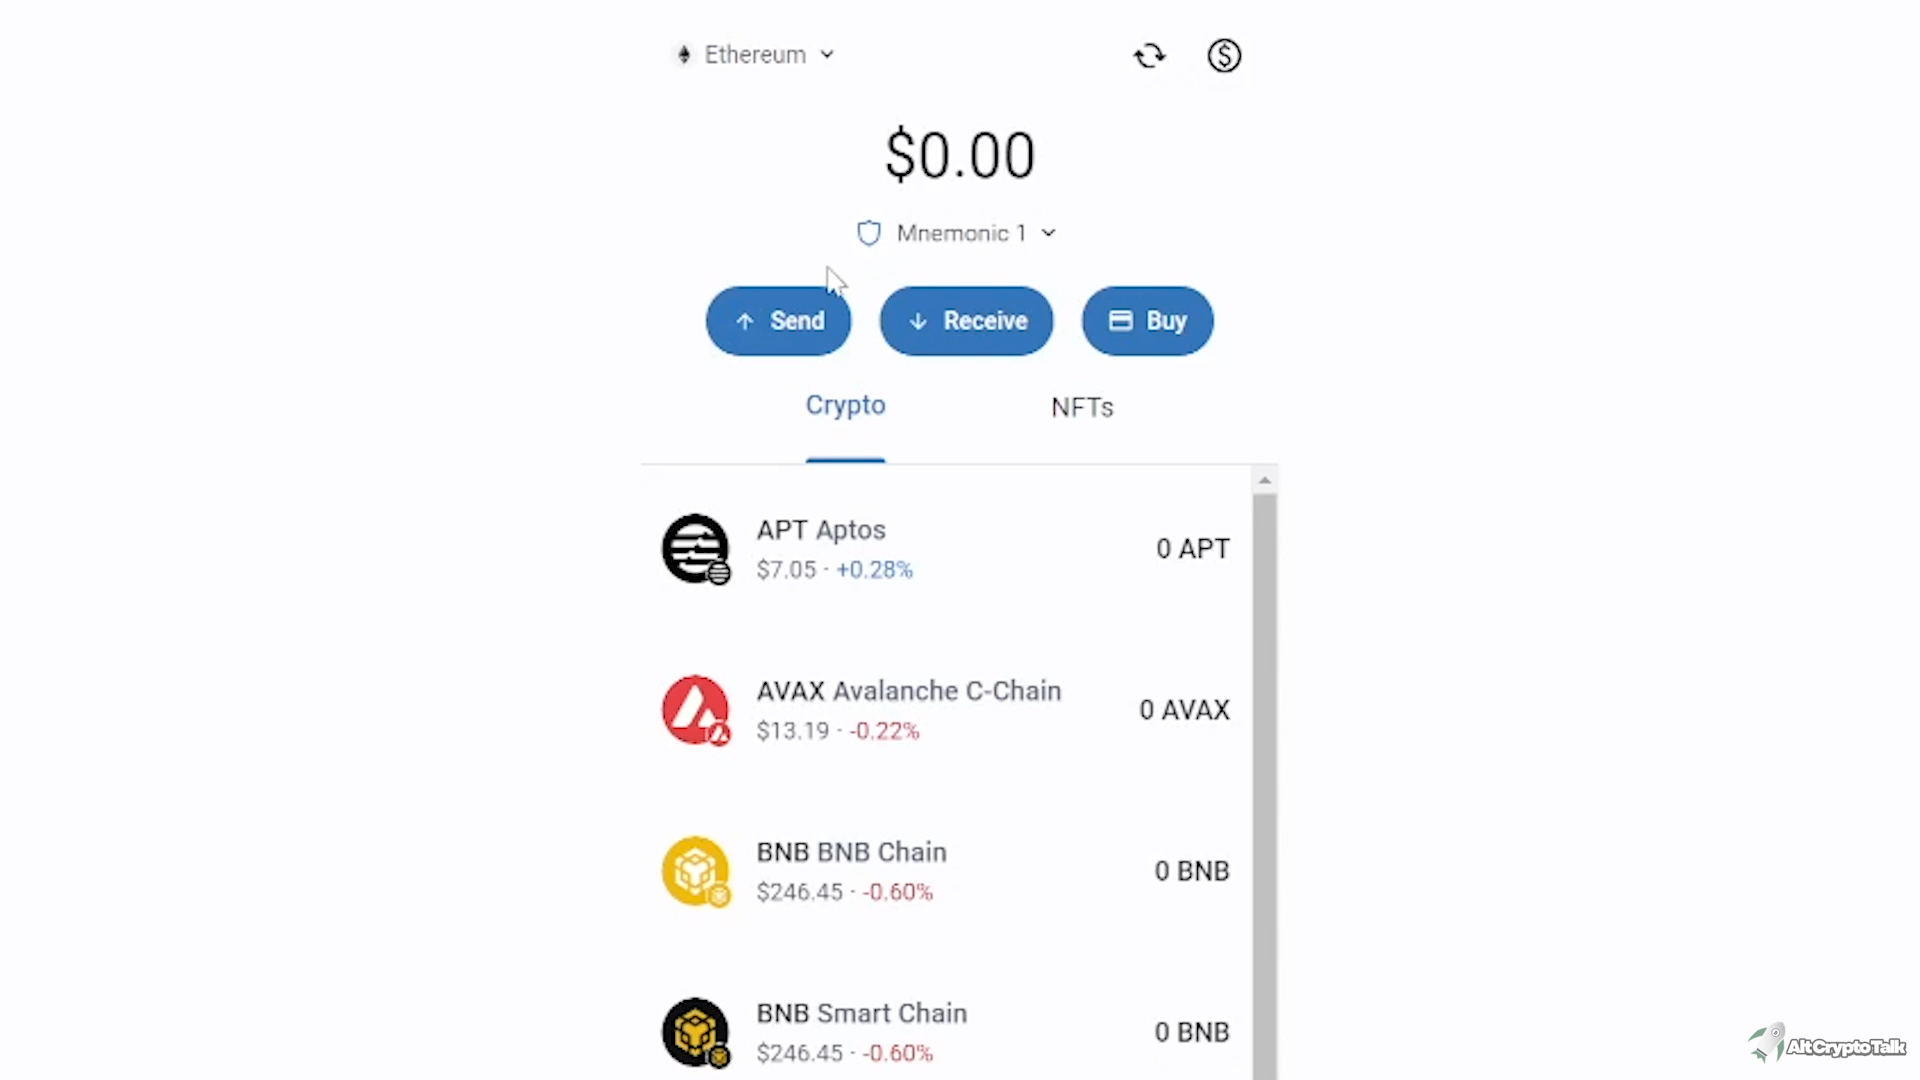 Ethereum
$0.00
Mnemonic 1
Send Receive Buy
Crypto NFTs
APT Aptos
$7.05 · +0.28%
0 APT
AVAX Avalanche C-Chain
$13.19 · -0.22%
0 AVAX
BNB BNB Chain
$246.45 · -0.60%
0 BNB
BNB Smart Chain
$246.45 · -0.60%
0 BNB
AltCryptoTalk